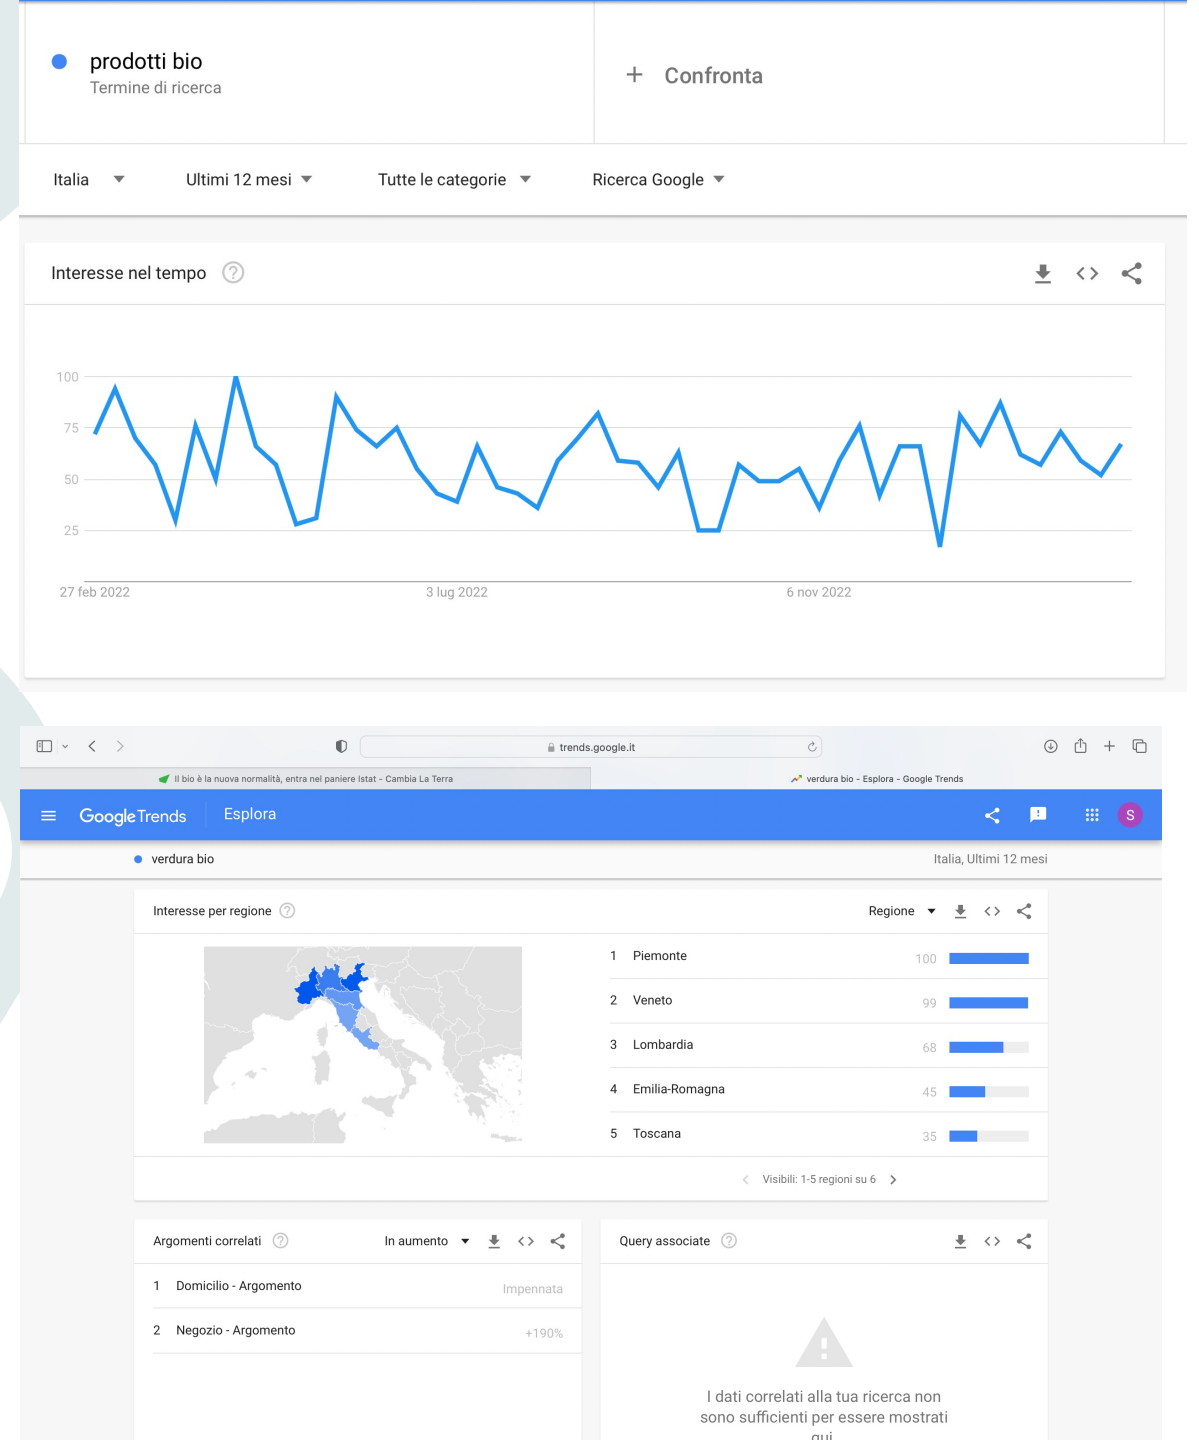 prodotti bio
Termine di ricerca
+ Confronta
Italia
Ultimi 12 mesi
Tutte le categorie
Ricerca Google
Interesse nel tempo
100
75
50
25
27 feb 2022
3 lug 2022
6 nov 2022
trends.google.it
Il bio è la nuova normalità, entra nel paniere Istat - Cambia La Terra
verdura bio - Esplora - Google Trends
Google Trends
Esplora
S
verdura bio
Italia, Ultimi 12 mesi
Interesse per regione
Regione
1 Piemonte 100
2 Veneto 99
3 Lombardia 68
4 Emilia-Romagna 45
5 Toscana 35
Visibili: 1-5 regioni su 6
Argomenti correlati
In aumento
1 Domicilio - Argomento Impennata
2 Negozio - Argomento +190%
Query associate
I dati correlati alla tua ricerca non
sono sufficienti per essere mostrati
qui